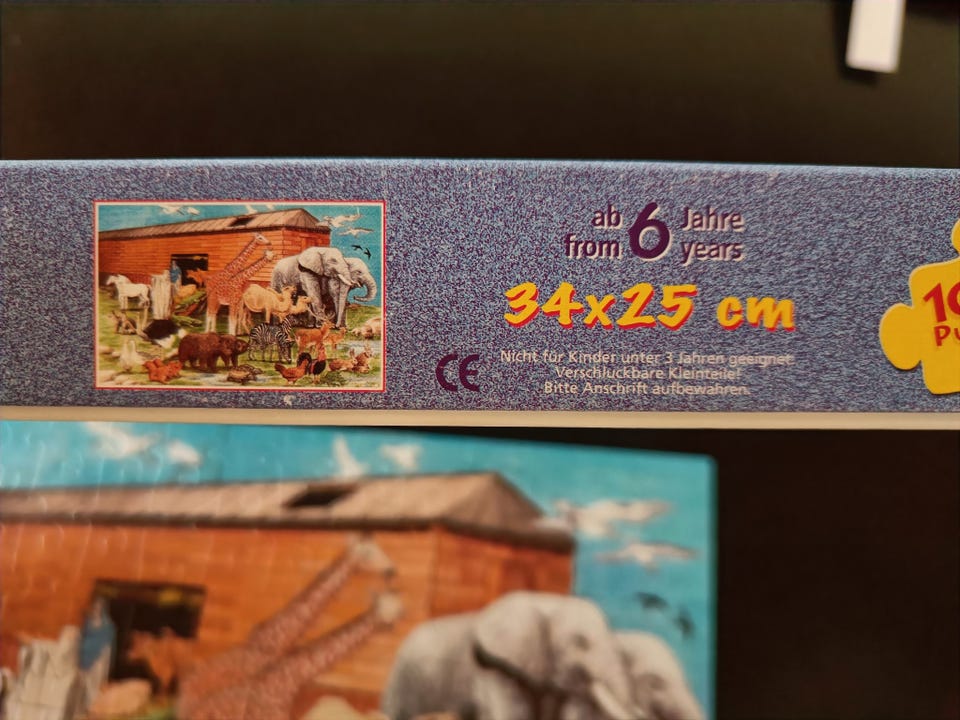 ab 6 Jahre
from years
34x25 cm
CE
Nicht für Kinder unter 3 Jahren geeignet
Verschluckbare Kleinteile!
Bitte Anschrift aufbewahren.